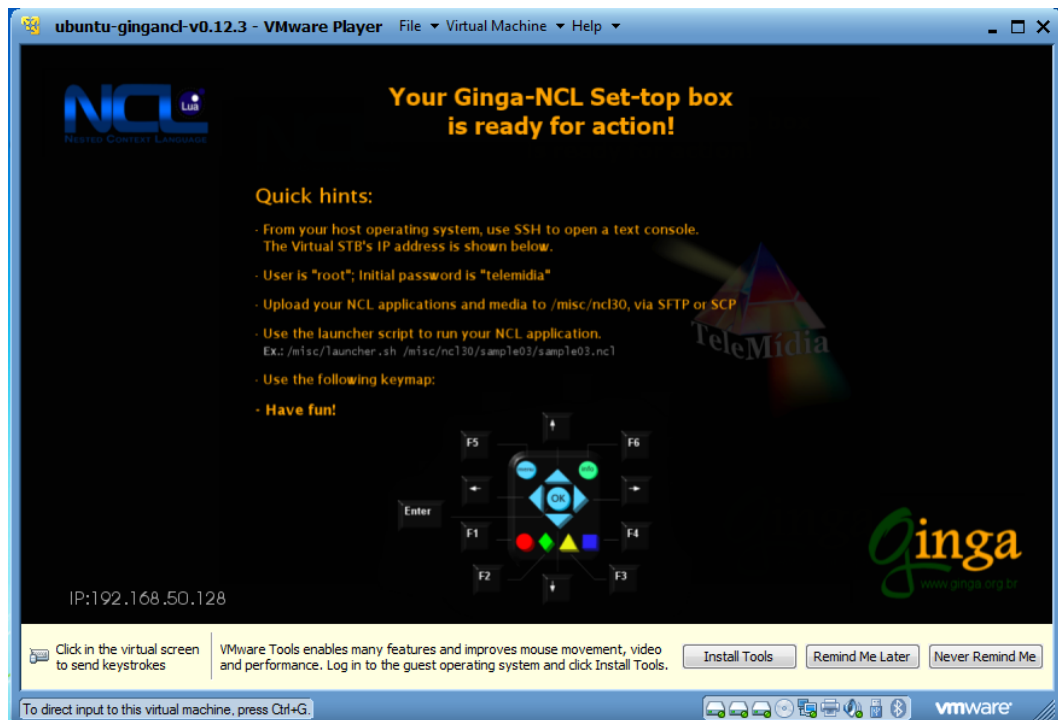 ubuntu-gingancl-v0.12.3 - VMware Player File Virtual Machine Help
NCL
Lua
NESTED CONTEXT LANGUAGE
Your Ginga-NCL Set-top box
is ready for action!
Quick hints:
- From your host operating system, use SSH to open a text console.
The Virtual STB's IP address is shown below.
- User is "root"; Initial password is "telemidia"
- Upload your NCL applications and media to /misc/ncl30, via SFTP or SCP
- Use the launcher script to run your NCL application.
Ex.: /misc/launcher.sh /misc/ncl30/sample03/sample03.ncl
- Use the following keymap:
- Have fun!
TeleMídia
F5
F6
menu
info
OK
Enter
F1
F4
F2
F3
Ginga
www.ginga.org.br
IP:192.168.50.128
Click in the virtual screen
to send keystrokes
VMware Tools enables many features and improves mouse movement, video
and performance. Log in to the guest operating system and click Install Tools.
Install Tools
Remind Me Later
Never Remind Me
To direct input to this virtual machine, press Ctrl+G.
vmware